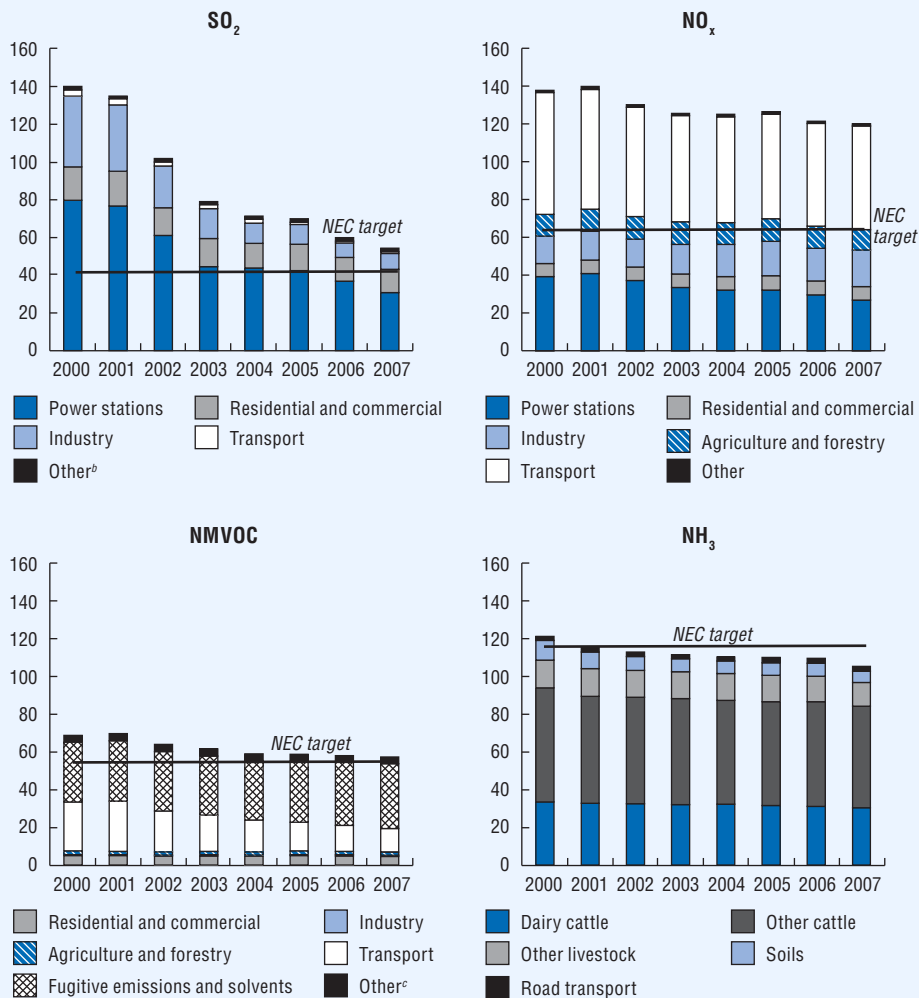 SO2
160
140
120
100
80
60
40
20
0
NEC target
2000 2001 2002 2003 2004 2005 2006 2007
Power stations
Residential and commercial
Industry
Transport
Other b
NOx
160
140
120
100
80
60
40
20
0
NEC
target
2000 2001 2002 2003 2004 2005 2006 2007
Power stations
Residential and commercial
Industry
Agriculture and forestry
Transport
Other
NMVOC
160
140
120
100
80
60
40
20
0
NEC target
2000 2001 2002 2003 2004 2005 2006 2007
Residential and commercial
Industry
Agriculture and forestry
Transport
Fugitive emissions and solvents
Other c
NH3
160
140
120
100
80
60
40
20
0
NEC target
2000 2001 2002 2003 2004 2005 2006 2007
Dairy cattle
Other cattle
Other livestock
Soils
Road transport